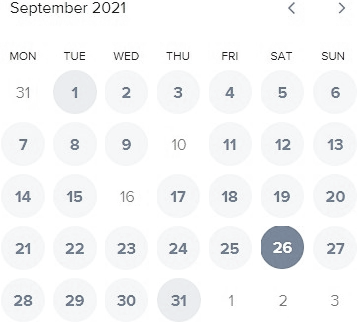 September 2021
MON TUE WED THU FRI SAT SUN
31 1 2 3 4 5 6
7 8 9 10 11 12 13
14 15 16 17 18 19 20
21 22 23 24 25 26 27
28 29 30 31 1 2 3